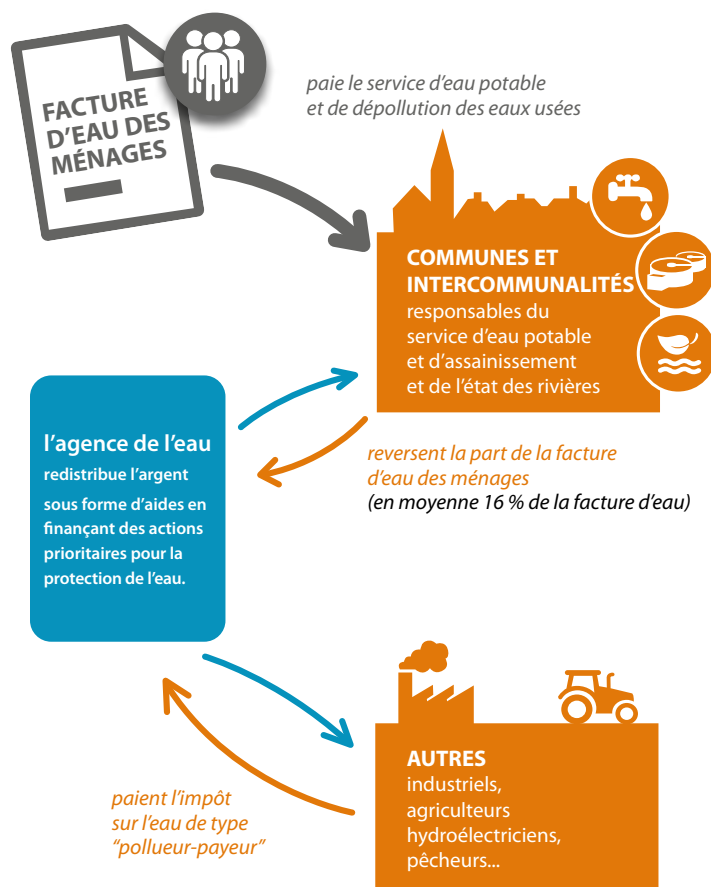 FACTURE
D’EAU DES
MÉNAGES
paie le service d’eau potable
et de dépollution des eaux usées
COMMUNES ET
INTERCOMMUNALITÉS
responsables du
service d’eau potable
et d’assainissement
et de l’état des rivières
l’agence de l’eau
redistribue l’argent
sous forme d’aides en
finançant des actions
prioritaires pour la
protection de l’eau.
reversent la part de la facture
d’eau des ménages
(en moyenne 16 % de la facture d’eau)
AUTRES
industriels,
agriculteurs
hydroélectriciens,
pêcheurs...
paient l’impôt
sur l’eau de type
“pollueur-payeur”